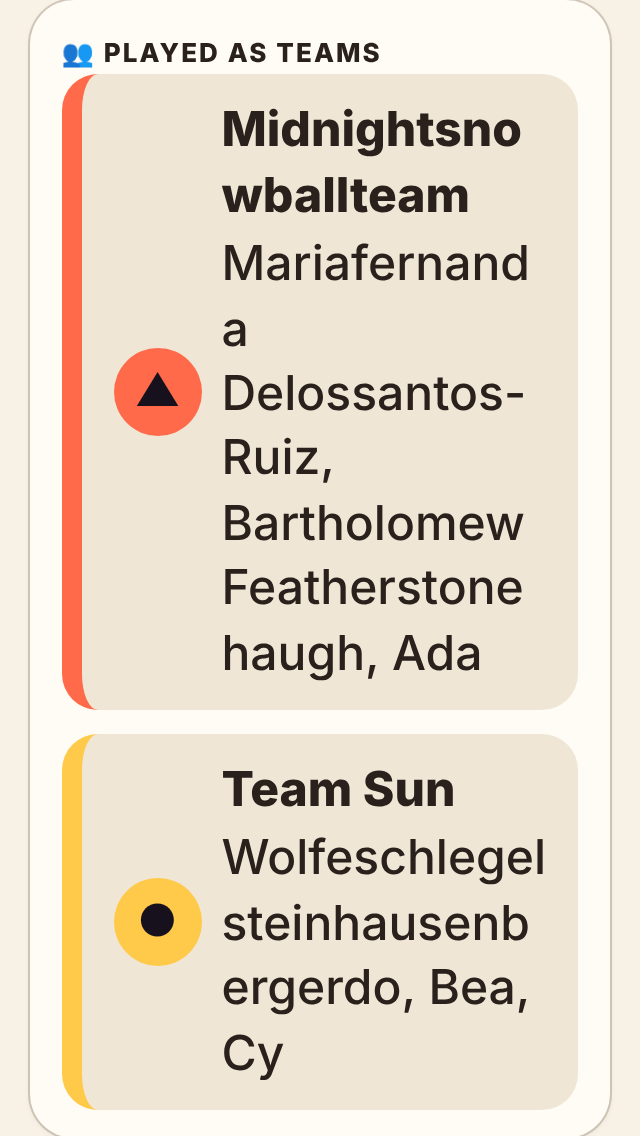 👥 PLAYED AS TEAMS
Midnightsno
wballteam
Mariafernand
a
Delossantos-
Ruiz,
Bartholomew
Featherstone
haugh, Ada
Team Sun
Wolfeschlegel
steinhausenb
ergerdo, Bea,
Cy